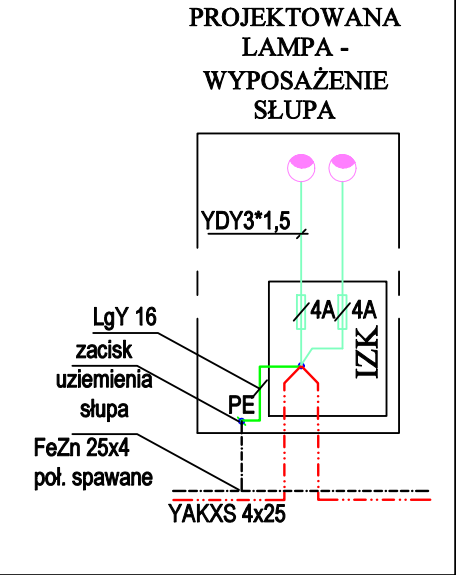 PROJEKTOWANA
LAMPA -
WYPOSAŻENIE
SŁUPA
YDY3*1,5
4A
4A
IZK
LgY 16
zacisk
uziemienia
słupa
PE
FeZn 25x4
poł. spawane
YAKXS 4x25